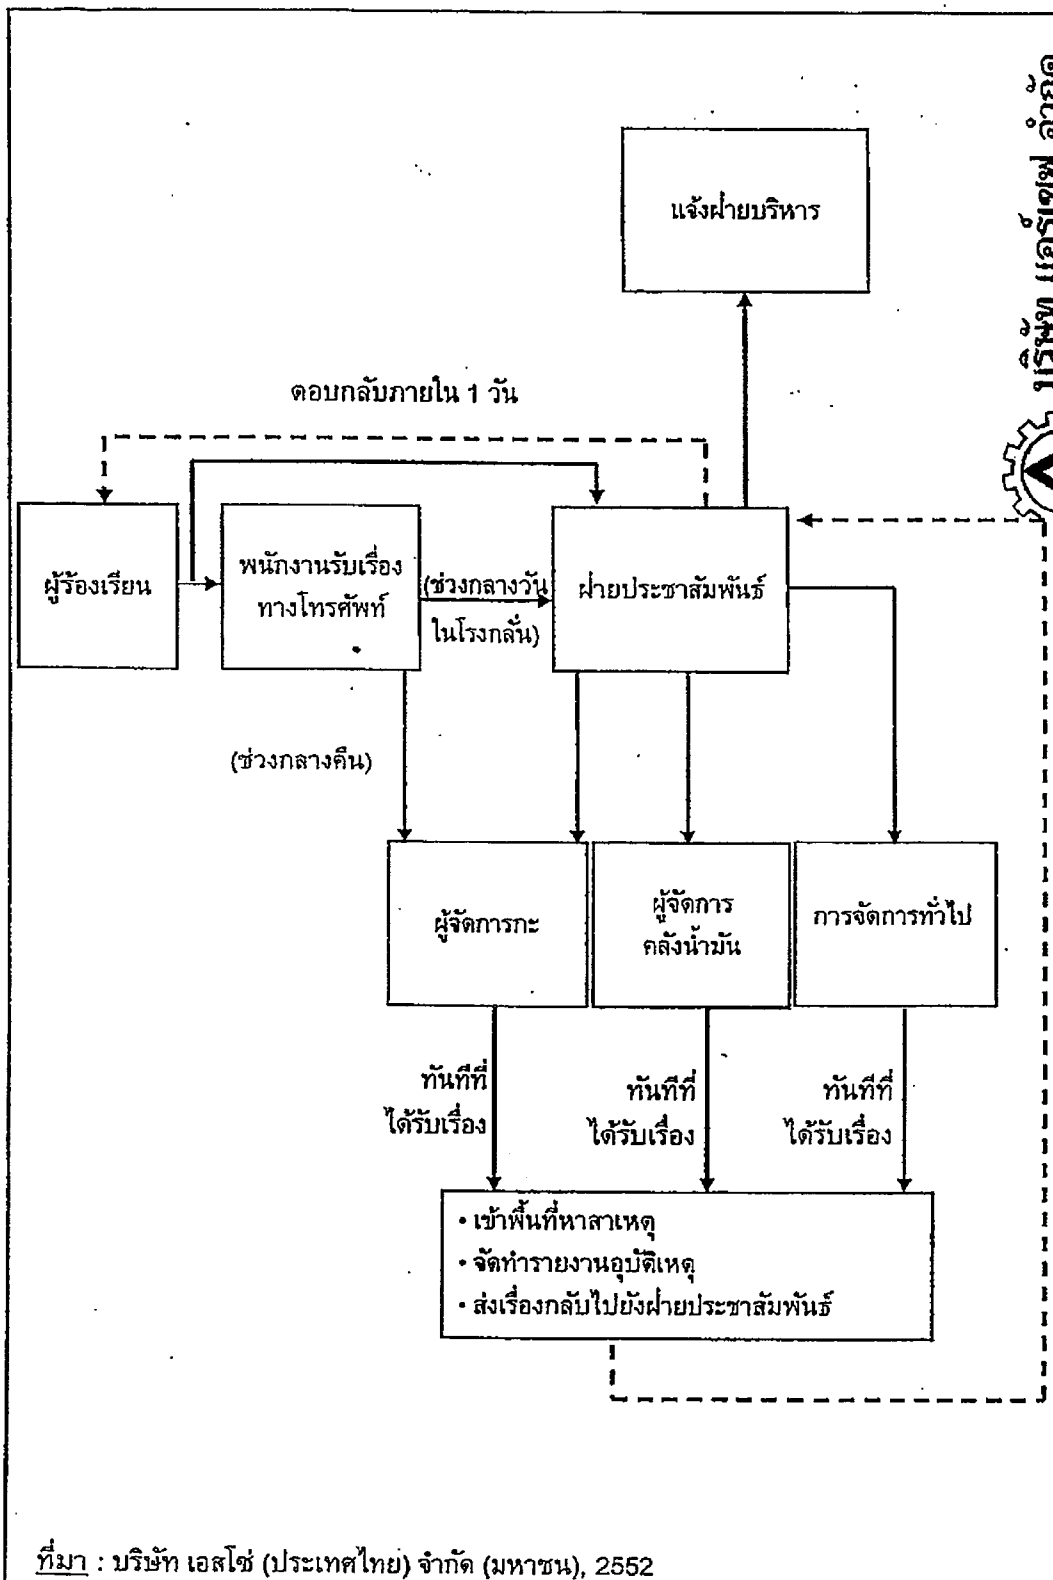 แจ้งฝ่ายบริหาร
ตอบกลับภายใน 1 วัน
ผู้ร้องเรียน
พนักงานรับเรื่อง
ทางโทรศัพท์
(ช่วงกลางวัน
ในโรงกลั่น)
ฝ่ายประชาสัมพันธ์
(ช่วงกลางคืน)
ผู้จัดการกะ
ผู้จัดการ
คลังน้ำมัน
การจัดการทั่วไป
ทันทีที่
ได้รับเรื่อง
ทันทีที่
ได้รับเรื่อง
ทันทีที่
ได้รับเรื่อง
• เข้าพื้นที่หาสาเหตุ
• จัดทำรายงานอุบัติเหตุ
• ส่งเรื่องกลับไปยังฝ่ายประชาสัมพันธ์
ที่มา : บริษัท เอสโซ่ (ประเทศไทย) จำกัด (มหาชน), 2552